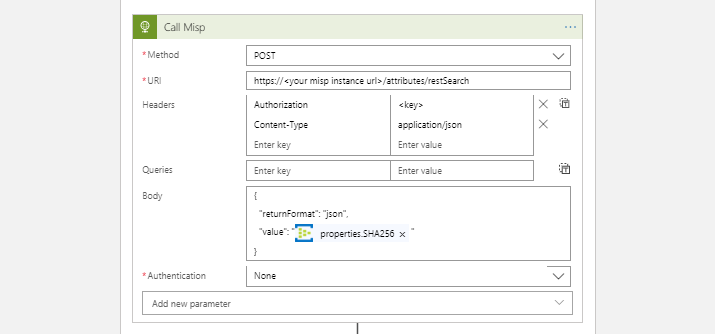 Call Misp ...
*Method POST
*URI https://<your misp instance url>/attributes/restSearch
Headers Authorization <key>
Content-Type application/json
Enter key Enter value
Queries Enter key Enter value
Body {
"returnFormat": "json",
"value": " properties.SHA256 × "
}
*Authentication None
Add new parameter